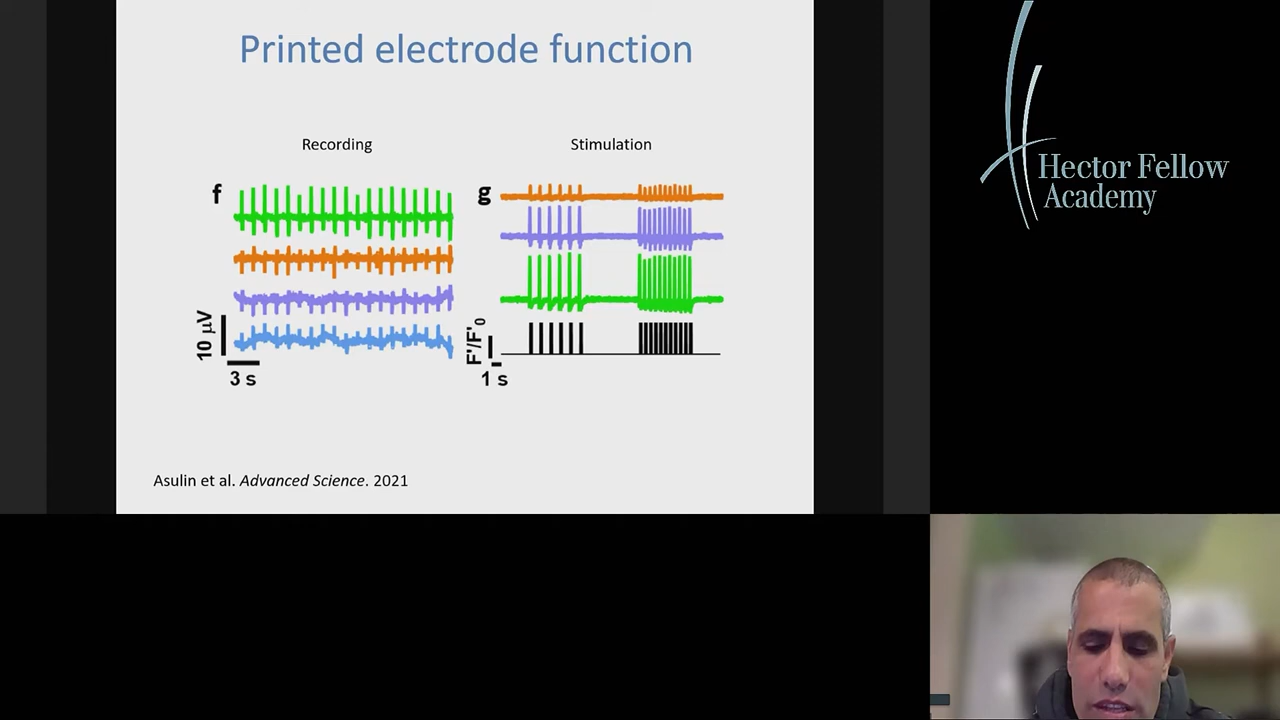 Printed electrode function
Recording
Stimulation
f
g
10 µV
3 s
F'/F'0
1 s
Asulin et al. Advanced Science. 2021
Hector Fellow
Academy